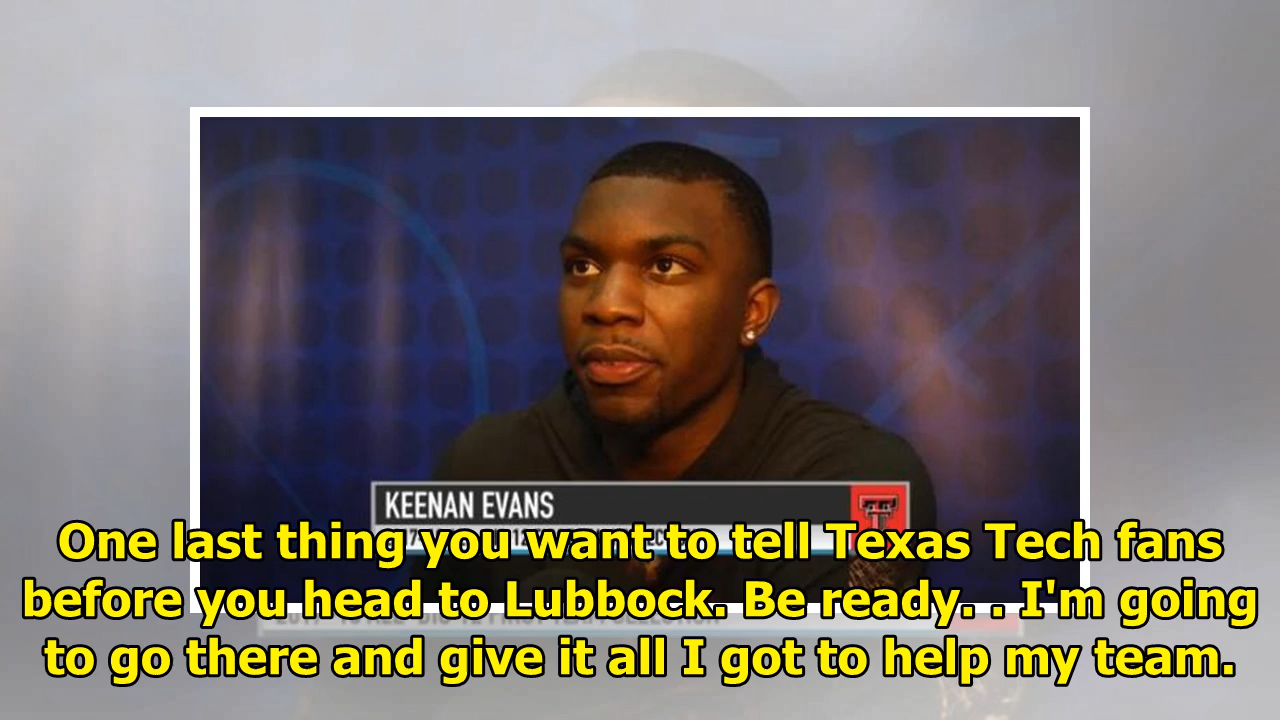 KEENAN EVANS
One last thing you want to tell Texas Tech fans
before you head to Lubbock. Be ready. . I'm going
to go there and give it all I got to help my team.